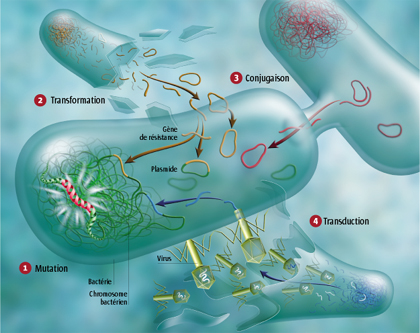 3 Conjugaison
2 Transformation
Gène
de résistance
Plasmide
4 Transduction
Virus
1 Mutation
Bactérie
Chromosome
bactérien